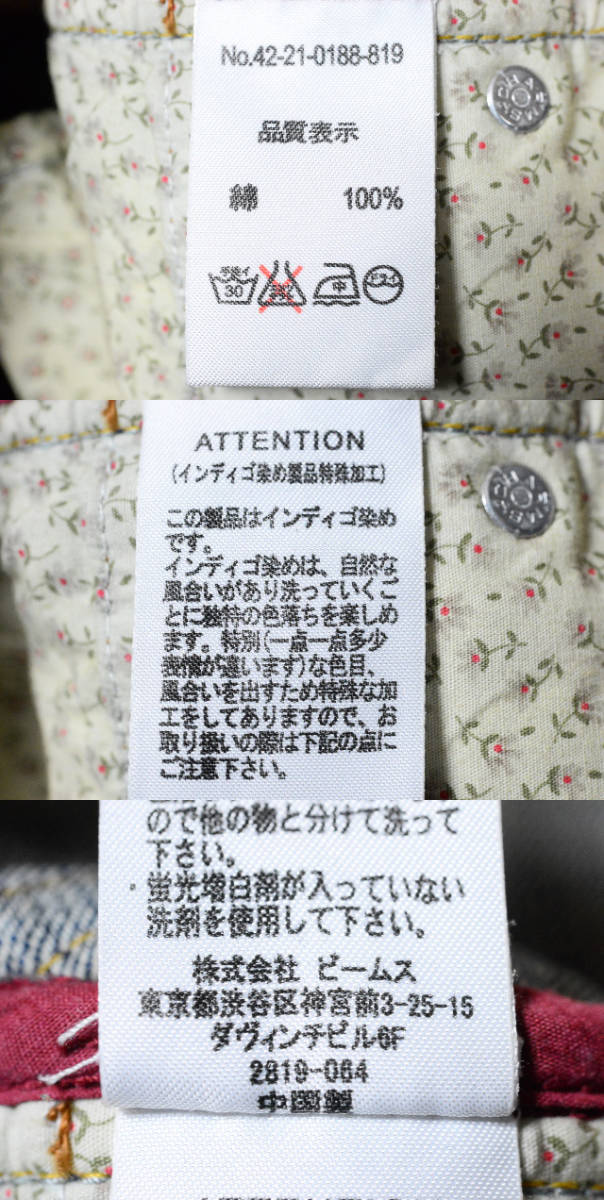 No.42-21-0188-819
品質表示
綿 100%
手洗イ
30
中
ドライ
ATTENTION
(インディゴ染め製品特殊加工)
この製品はインディゴ染め
です。
インディゴ染めは、自然な
風合いがあり洗っていくご
とに独特の色落ちを楽しめ
ます。特別(一点一点多少
表情が違います)な色目、
風合いを出すため特殊な加
工をしてありますので、お
取り扱いの際は下記の点に
ご注意下さい。
ので他の物と分けて洗って
下さい。
・蛍光増白剤が入っていない
洗剤を使用して下さい。
株式会社 ビームス
東京都渋谷区神宮前3-25-15
ダヴィンチビル6F
2819-064
中国製